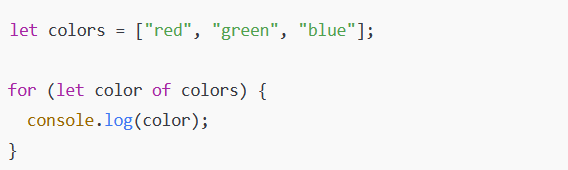 let colors = ["red", "green", "blue"];
for (let color of colors) {
  console.log(color);
}